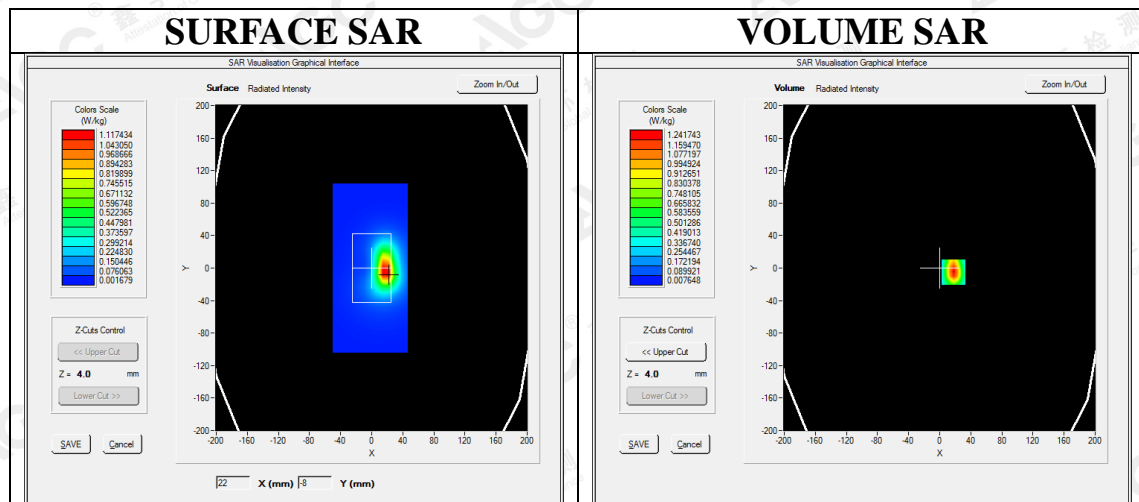 SURFACE SAR
SAR Visualisation Graphical Interface
Surface Radiated Intensity
Zoom In/Out
Colors Scale
(W/kg)
1.117434
1.043050
0.968666
0.894283
0.819899
0.745515
0.671132
0.596748
0.522365
0.447981
0.373597
0.299214
0.224830
0.150446
0.076063
0.001679
Z-Cuts Control
<< Upper Cut
Z = 4.0 mm
Lower Cut >>
SAVE Cancel
200
160
120
80
40
0
-40
-80
-120
-160
-200
Y
-200 -160 -120 -80 -40 0 40 80 120 160 200
X
22 X (mm) -8 Y (mm)
VOLUME SAR
SAR Visualisation Graphical Interface
Volume Radiated Intensity
Zoom In/Out
Colors Scale
(W/kg)
1.241743
1.159470
1.077197
0.994924
0.912651
0.830378
0.748105
0.665832
0.583559
0.501286
0.419013
0.336740
0.254467
0.172194
0.089921
0.007648
Z-Cuts Control
<< Upper Cut
Z = 4.0 mm
Lower Cut >>
SAVE Cancel
200
160
120
80
40
0
-40
-80
-120
-160
-200
Y
-200 -160 -120 -80 -40 0 40 80 120 160 200
X